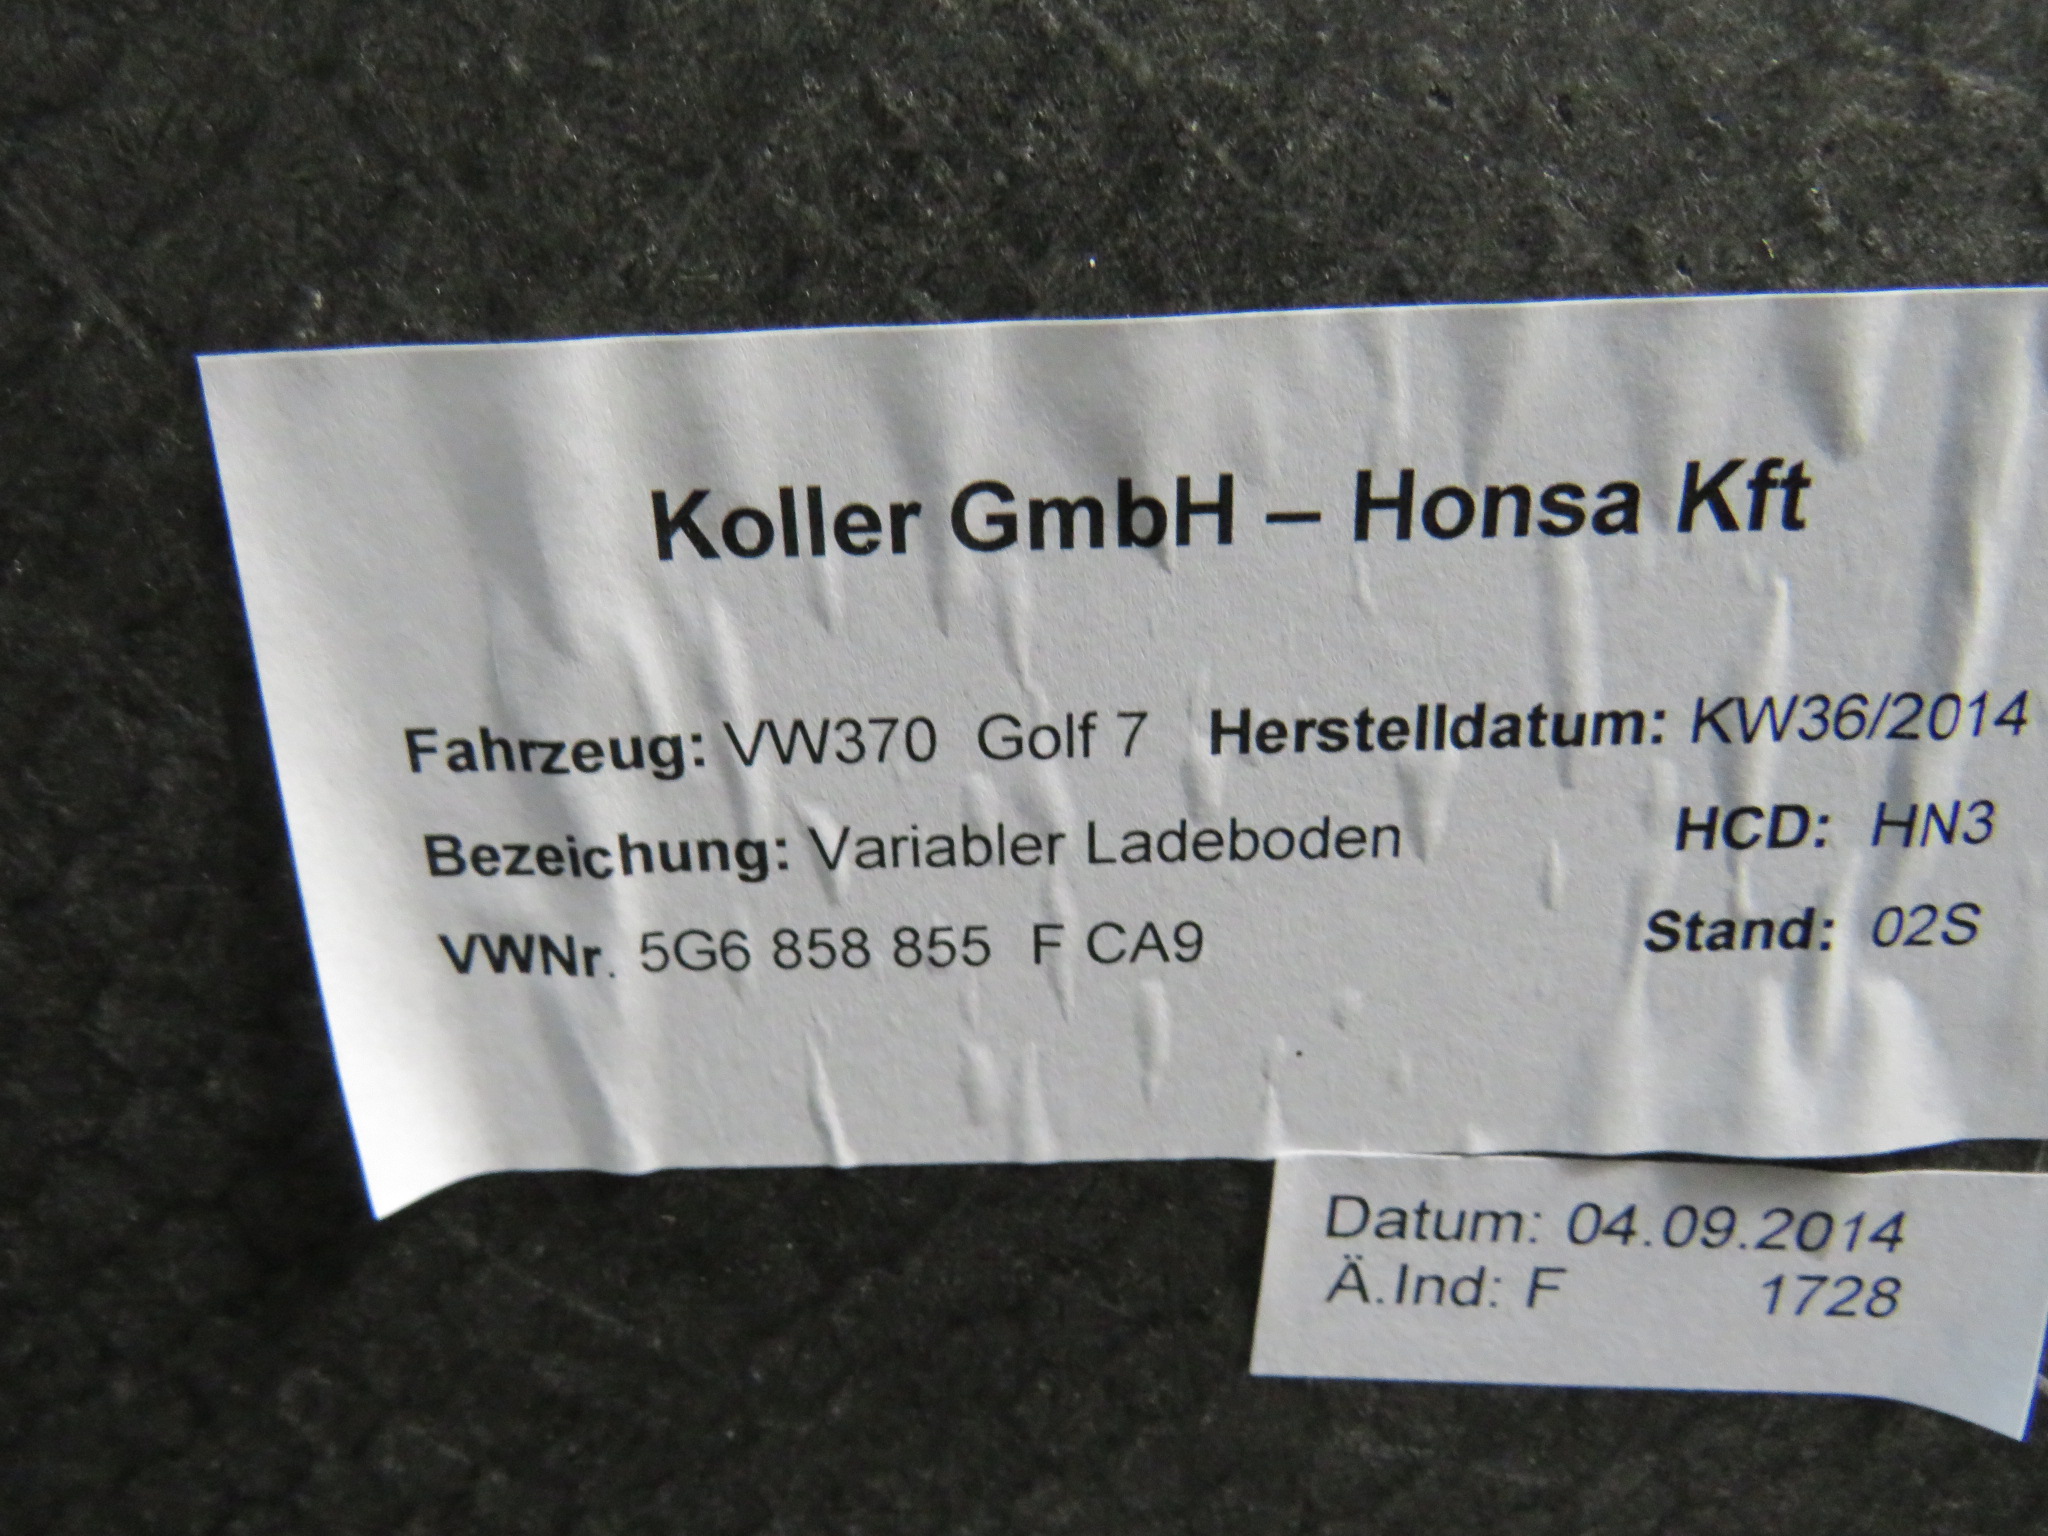 Koller GmbH – Honsa Kft
Fahrzeug: VW370 Golf 7 Herstelldatum: KW36/2014
Bezeichung: Variabler Ladeboden HCD: HN3
VWNr. 5G6 858 855 F CA9 Stand: 02S
Datum: 04.09.2014
Ä.Ind: F 1728